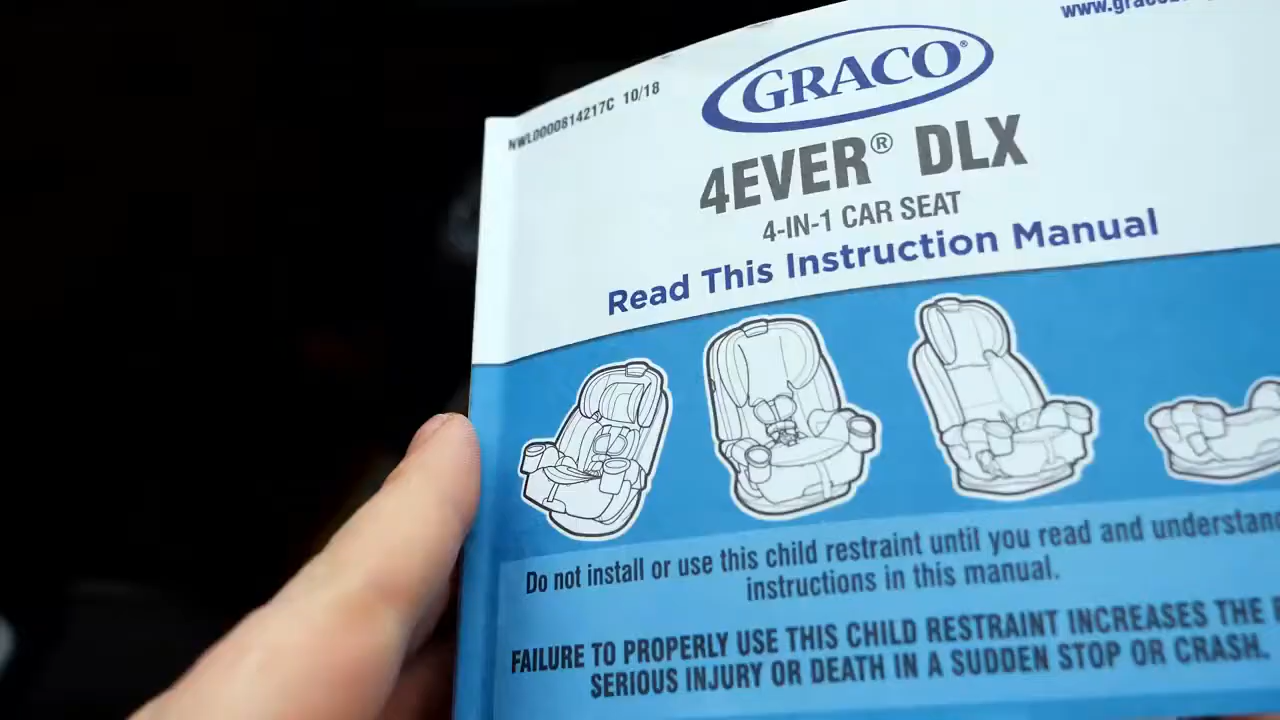 NWL0000814217C 10/18
GRACO®
4EVER® DLX
4-IN-1 CAR SEAT
Read This Instruction Manual
Do not install or use this child restraint until you read and understand
instructions in this manual.
FAILURE TO PROPERLY USE THIS CHILD RESTRAINT INCREASES THE
SERIOUS INJURY OR DEATH IN A SUDDEN STOP OR CRASH.